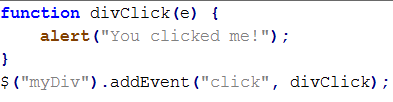 function divClick(e) {
    alert("You clicked me!");
}
$("myDiv").addEvent("click", divClick);